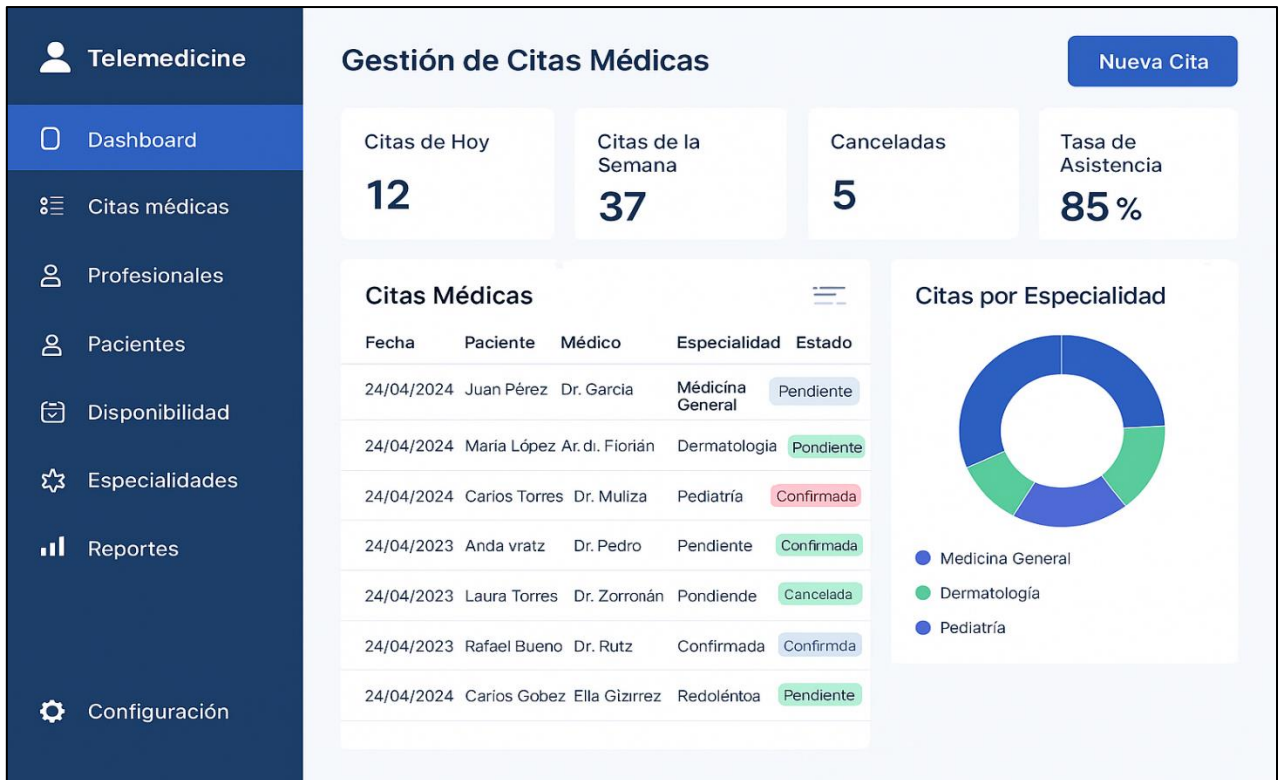 Telemedicine
Dashboard
Citas médicas
Profesionales
Pacientes
Disponibilidad
Especialidades
Reportes
Configuración
Gestión de Citas Médicas
Nueva Cita
Citas de Hoy
12
Citas de la
Semana
37
Canceladas
5
Tasa de
Asistencia
85 %
Citas Médicas
Fecha Paciente Médico Especialidad Estado
24/04/2024 Juan Pérez Dr. Garcia Médicína General Pendiente
24/04/2024 María López Ar. dı. Fiorián Dermatologia Pondiente
24/04/2024 Carios Torres Dr. Muliza Pediatría Confirmada
24/04/2023 Anda vratz Dr. Pedro Pendiente Confirmada
24/04/2023 Laura Torres Dr. Zorronán Pondiende Cancelada
24/04/2023 Rafael Bueno Dr. Rutz Confirmada Confirmda
24/04/2024 Carios Gobez Ella Gizırrez Redoléntoa Pendiente
Citas por Especialidad
Medicina General
Dermatología
Pediatría